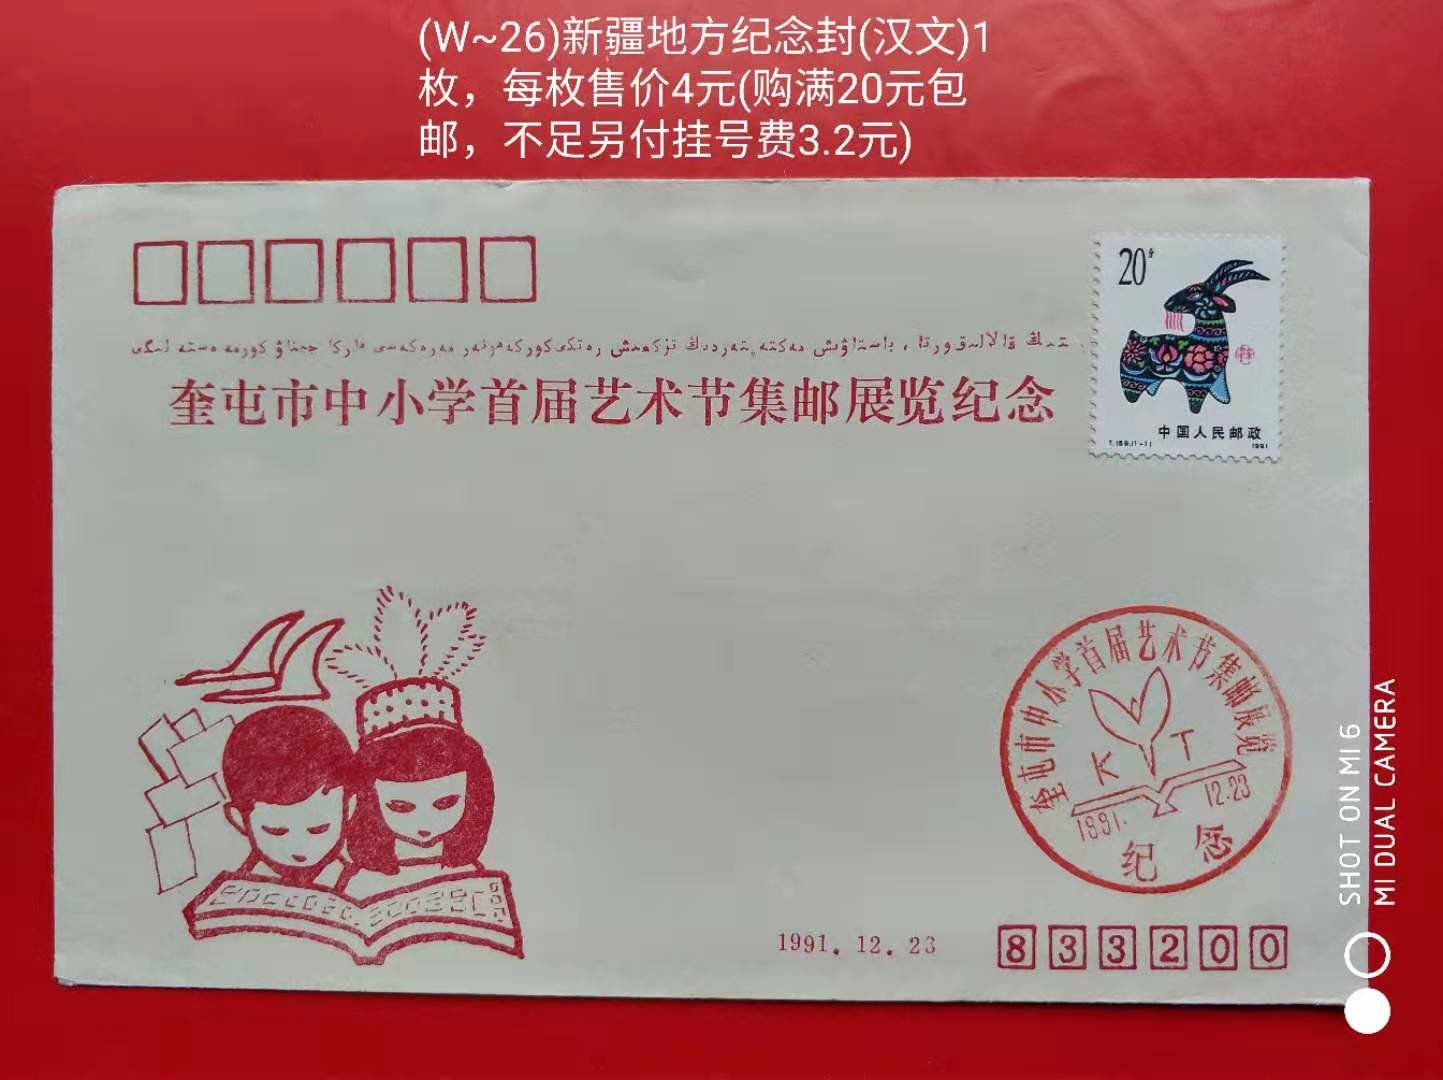 (W~26)新疆地方纪念封(汉文)1
枚，每枚售价4元(购满20元包
邮，不足另付挂号费3.2元)
20分
中国人民邮政
T.159.(1-1)
1991
奎屯市中小学首届艺术节集邮展览纪念
奎屯市中小学首届艺术节集邮展览
K T
1991. 12.23
纪念
1991. 12. 23
833200
SHOT ON MI 6
MI DUAL CAMERA